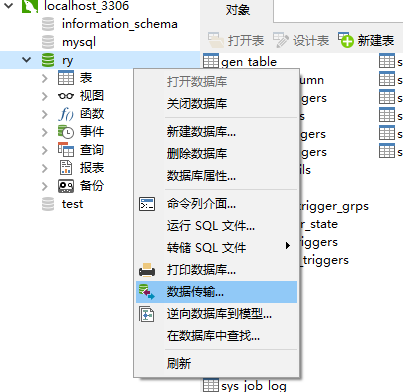 localhost_3306
information_schema
mysql
ry
表
视图
函数
事件
查询
报表
备份
test
对象
打开表 设计表 新建表
gen_table
umn
gers
s
gers
ils
trigger_grps
r_state
riggers
_triggers
sys_job_log
s
s
s
s
s
打开数据库
关闭数据库
新建数据库...
删除数据库
数据库属性...
命令列介面...
运行 SQL 文件...
转储 SQL 文件
打印数据库...
数据传输...
逆向数据库到模型...
在数据库中查找...
刷新